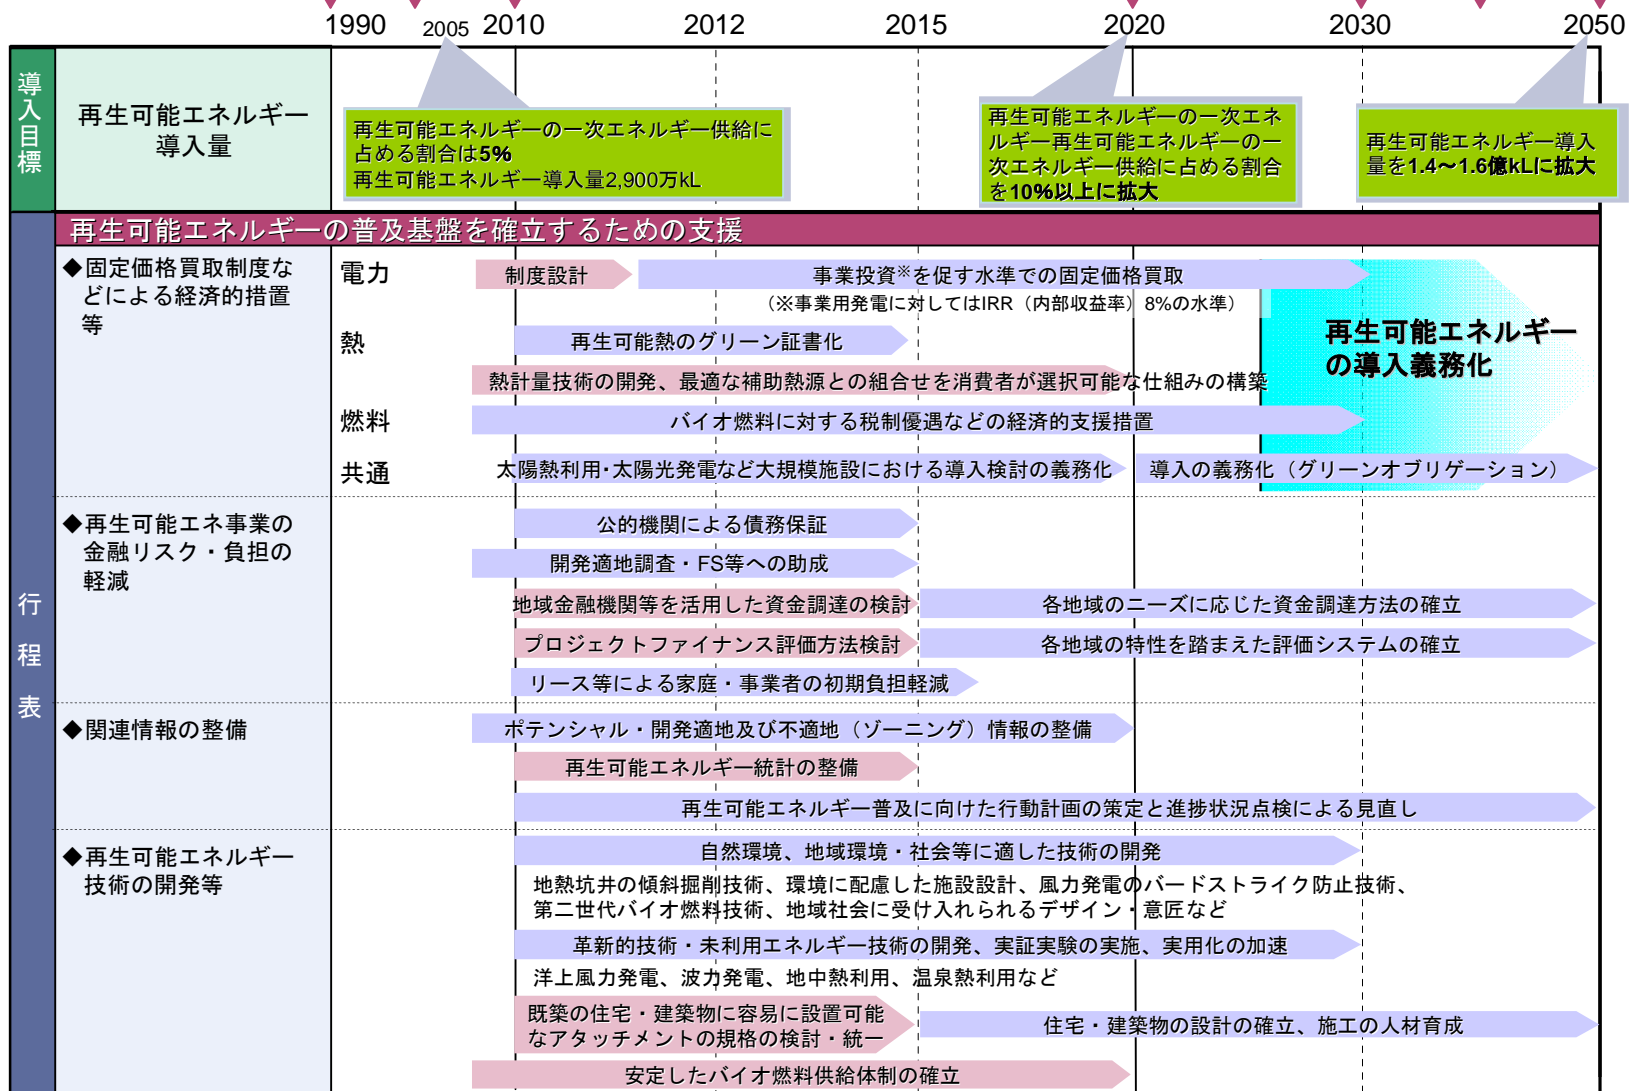 1990 2005 2010 2012 2015 2020 2030 2050
導入目標
再生可能エネルギー
導入量
再生可能エネルギーの一次エネルギー供給に
占める割合は5%
再生可能エネルギー導入量2,900万kL
再生可能エネルギーの一次エネ
ルギー再生可能エネルギーの一
次エネルギー供給に占める割合
を10%以上に拡大
再生可能エネルギー導入
量を1.4～1.6億kLに拡大
行程表
再生可能エネルギーの普及基盤を確立するための支援
◆固定価格買取制度な
どによる経済的措置
等
電力
制度設計
事業投資※を促す水準での固定価格買取
（※事業用発電に対してはIRR（内部収益率）8%の水準）
再生可能エネルギー
の導入義務化
熱
再生可能熱のグリーン証書化
熱計量技術の開発、最適な補助熱源との組合せを消費者が選択可能な仕組みの構築
燃料
バイオ燃料に対する税制優遇などの経済的支援措置
共通
太陽熱利用・太陽光発電など大規模施設における導入検討の義務化
導入の義務化（グリーンオブリゲーション）
◆再生可能エネ事業の
金融リスク・負担の
軽減
公的機関による債務保証
開発適地調査・FS等への助成
地域金融機関等を活用した資金調達の検討
各地域のニーズに応じた資金調達方法の確立
プロジェクトファイナンス評価方法検討
各地域の特性を踏まえた評価システムの確立
リース等による家庭・事業者の初期負担軽減
◆関連情報の整備
ポテンシャル・開発適地及び不適地（ゾーニング）情報の整備
再生可能エネルギー統計の整備
再生可能エネルギー普及に向けた行動計画の策定と進捗状況点検による見直し
◆再生可能エネルギー
技術の開発等
自然環境、地域環境・社会等に適した技術の開発
地熱坑井の傾斜掘削技術、環境に配慮した施設設計、風力発電のバードストライク防止技術、
第二世代バイオ燃料技術、地域社会に受け入れられるデザイン・意匠など
革新的技術・未利用エネルギー技術の開発、実証実験の実施、実用化の加速
洋上風力発電、波力発電、地中熱利用、温泉熱利用など
既築の住宅・建築物に容易に設置可能
なアタッチメントの規格の検討・統一
住宅・建築物の設計の確立、施工の人材育成
安定したバイオ燃料供給体制の確立